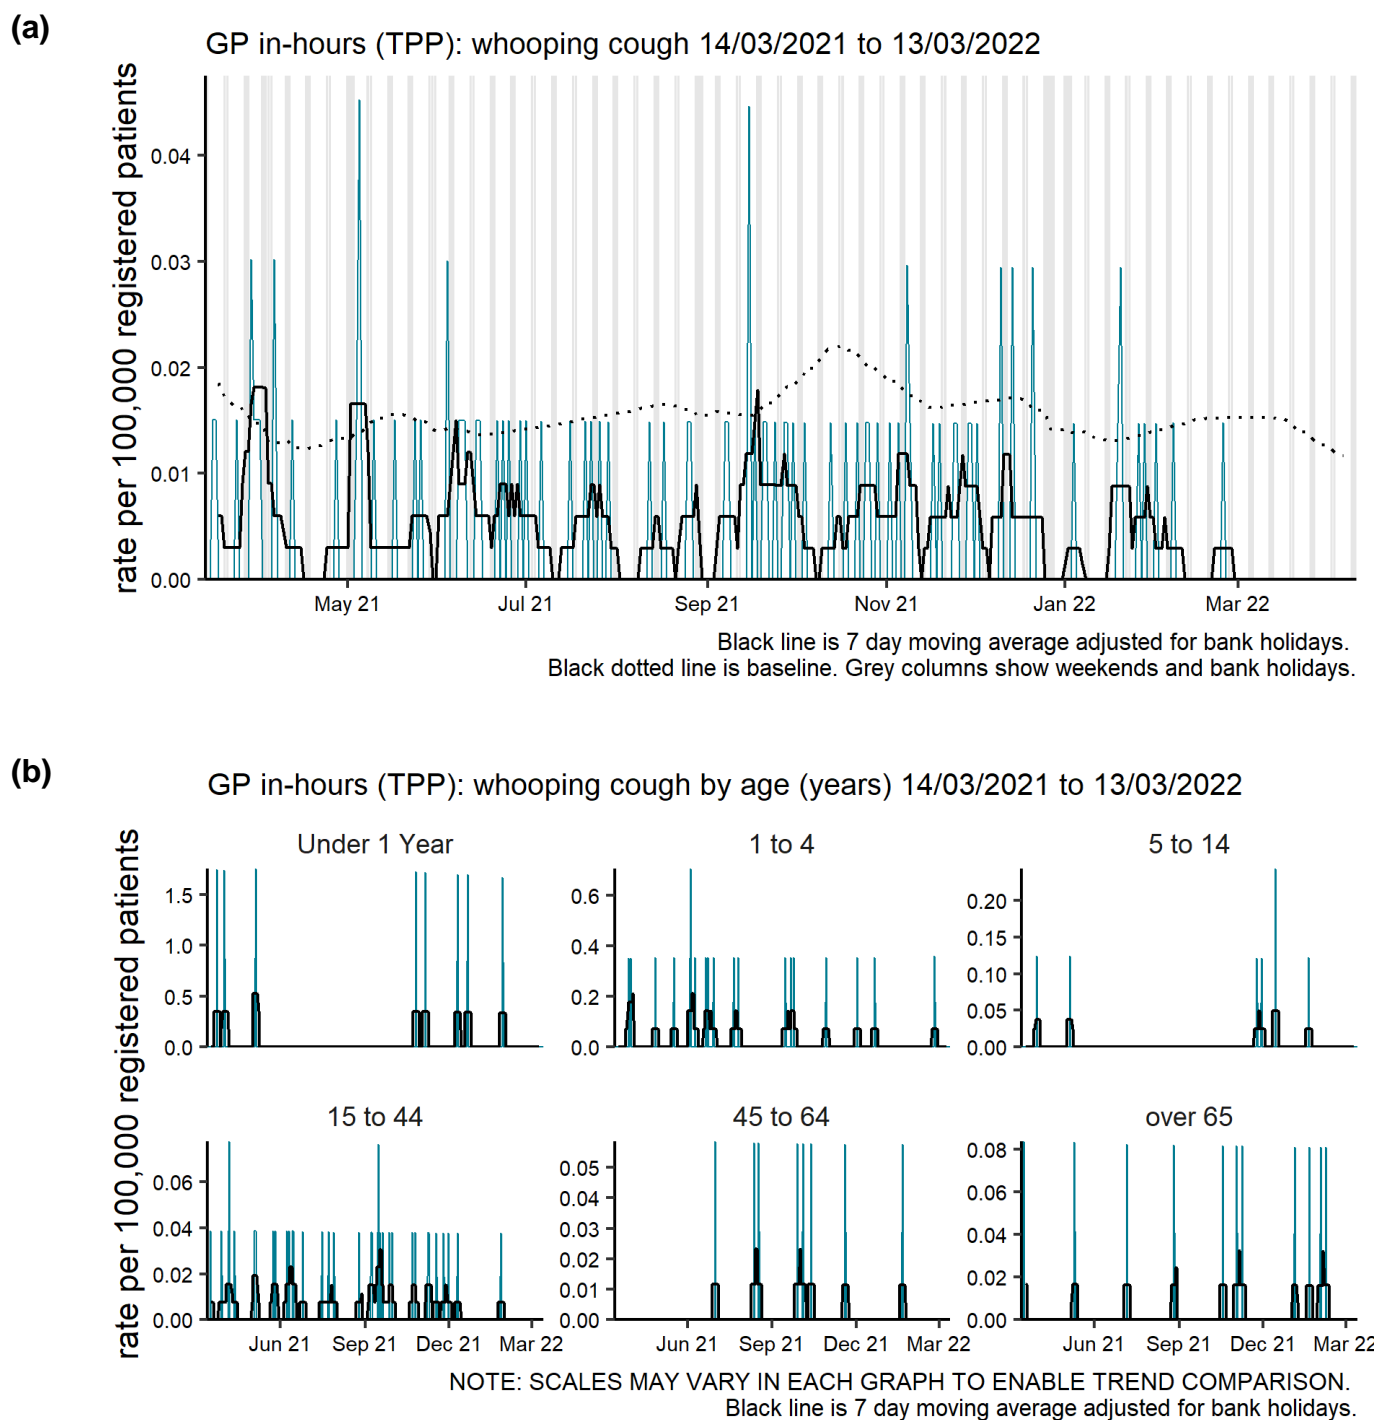 (a)
GP in-hours (TPP): whooping cough 14/03/2021 to 13/03/2022
rate per 100,000 registered patients
0.04
0.03
0.02
0.01
0.00
May 21 Jul 21 Sep 21 Nov 21 Jan 22 Mar 22
Black line is 7 day moving average adjusted for bank holidays.
Black dotted line is baseline. Grey columns show weekends and bank holidays.
(b)
GP in-hours (TPP): whooping cough by age (years) 14/03/2021 to 13/03/2022
rate per 100,000 registered patients
Under 1 Year
1.5
1.0
0.5
0.0
1 to 4
0.6
0.4
0.2
0.0
5 to 14
0.20
0.15
0.10
0.05
0.00
15 to 44
0.06
0.04
0.02
0.00
Jun 21 Sep 21 Dec 21 Mar 22
45 to 64
0.05
0.04
0.03
0.02
0.01
0.00
Jun 21 Sep 21 Dec 21 Mar 22
over 65
0.08
0.06
0.04
0.02
0.00
Jun 21 Sep 21 Dec 21 Mar 22
NOTE: SCALES MAY VARY IN EACH GRAPH TO ENABLE TREND COMPARISON.
Black line is 7 day moving average adjusted for bank holidays.